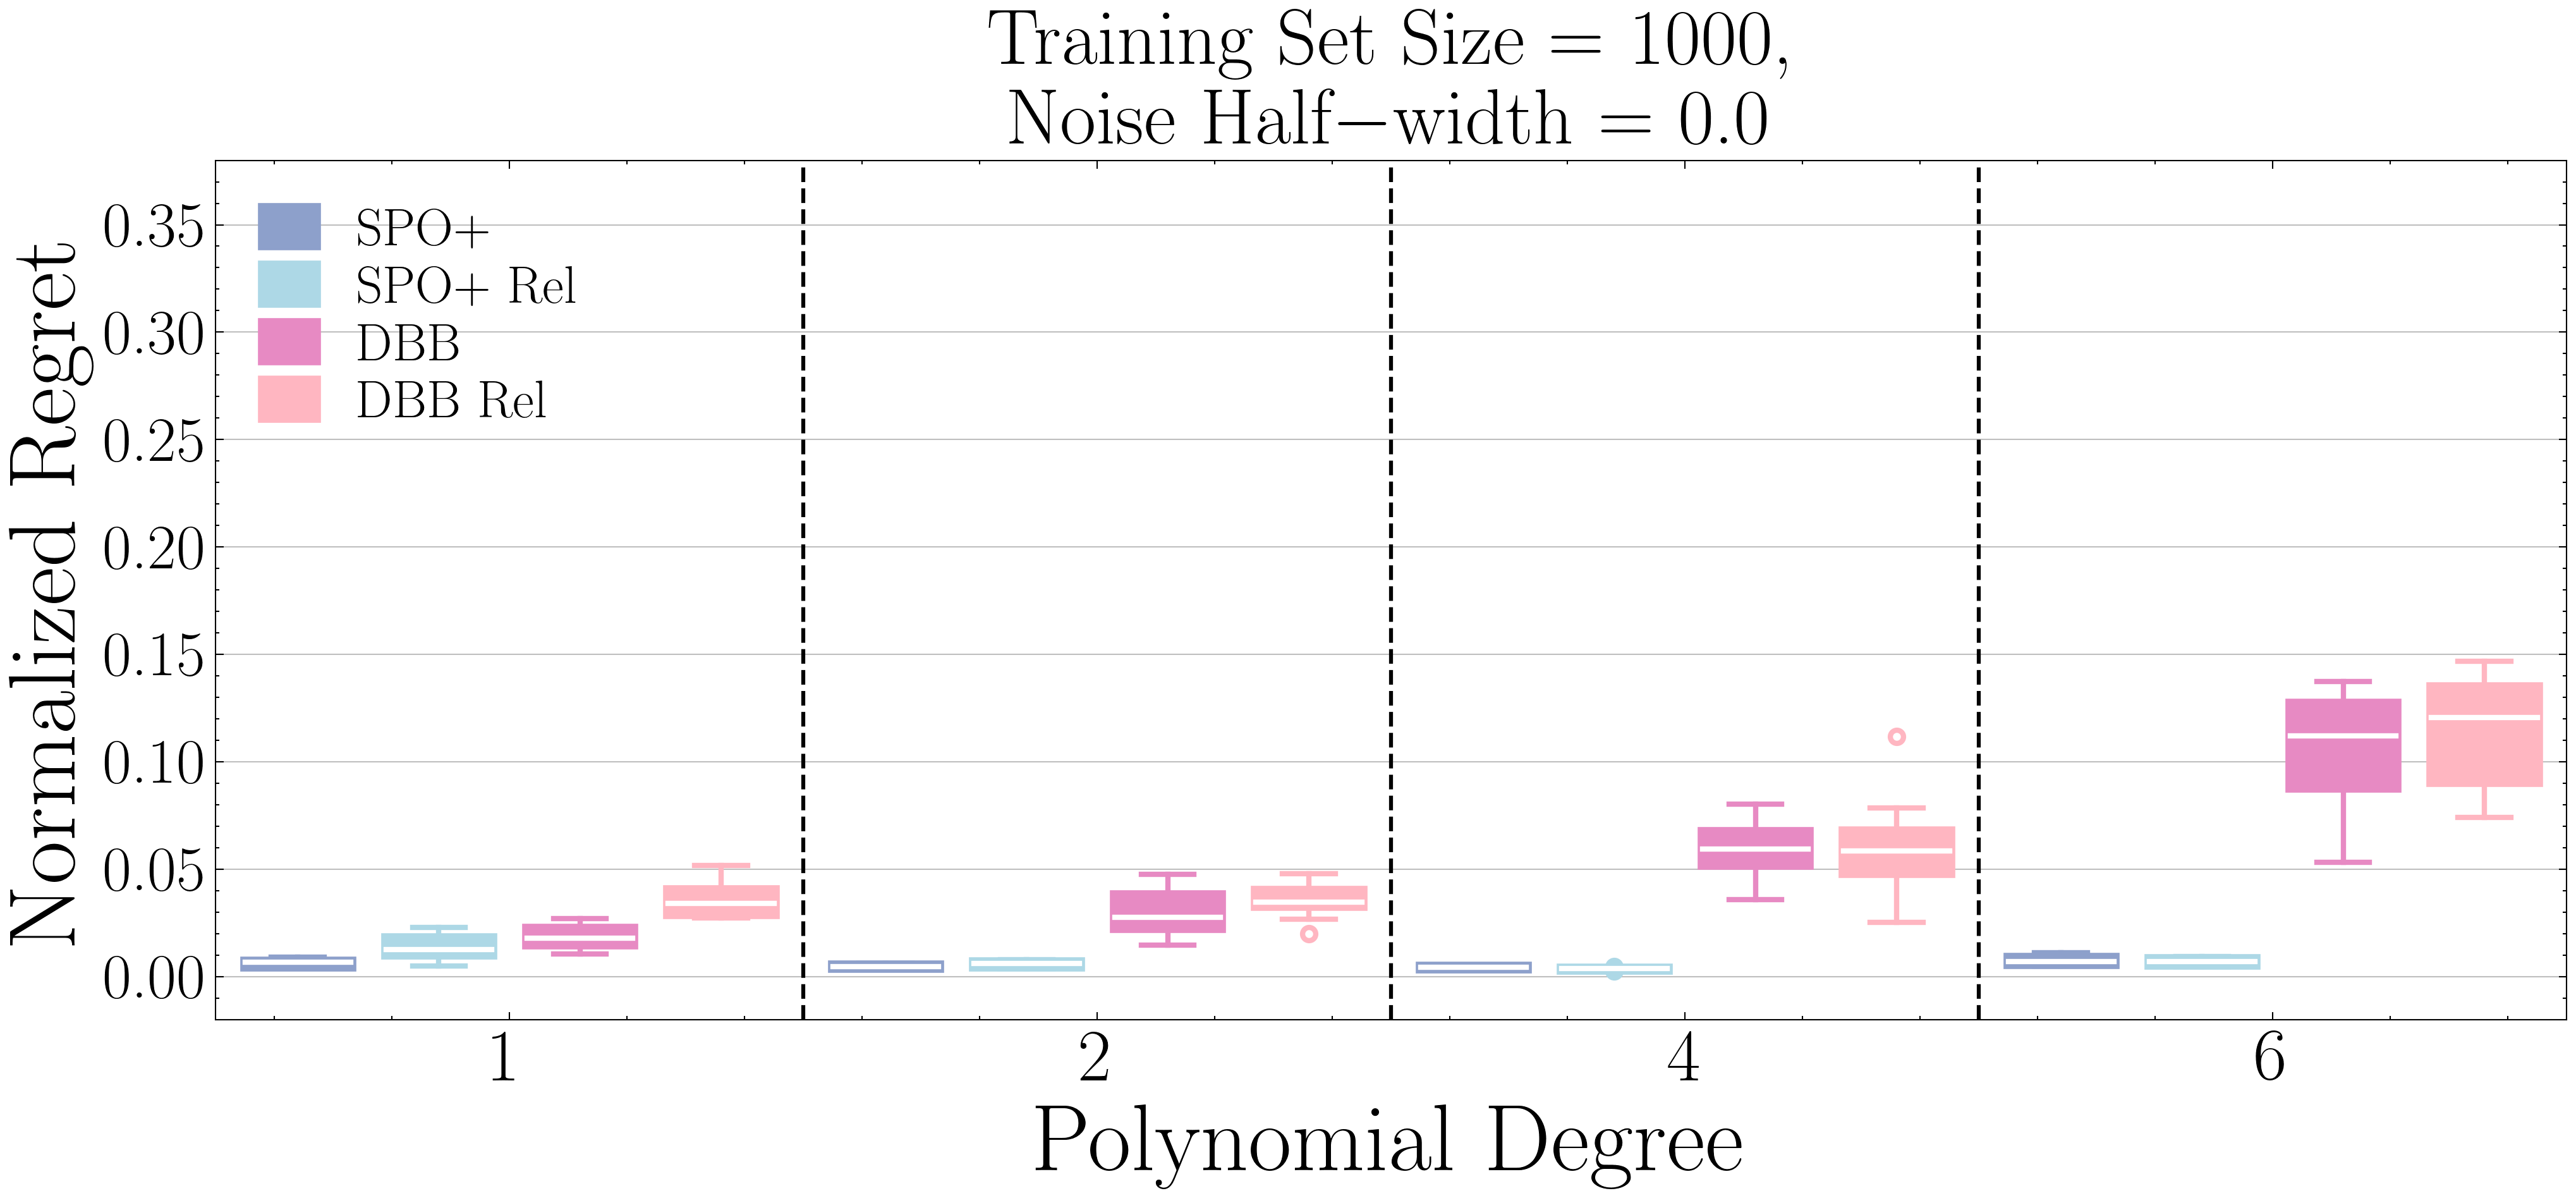 Training Set Size = 1000,
Noise Half−width = 0.0
Normalized Regret
0.35
0.30
0.25
0.20
0.15
0.10
0.05
0.00
SPO+
SPO+ Rel
DBB
DBB Rel
1
2
4
6
Polynomial Degree